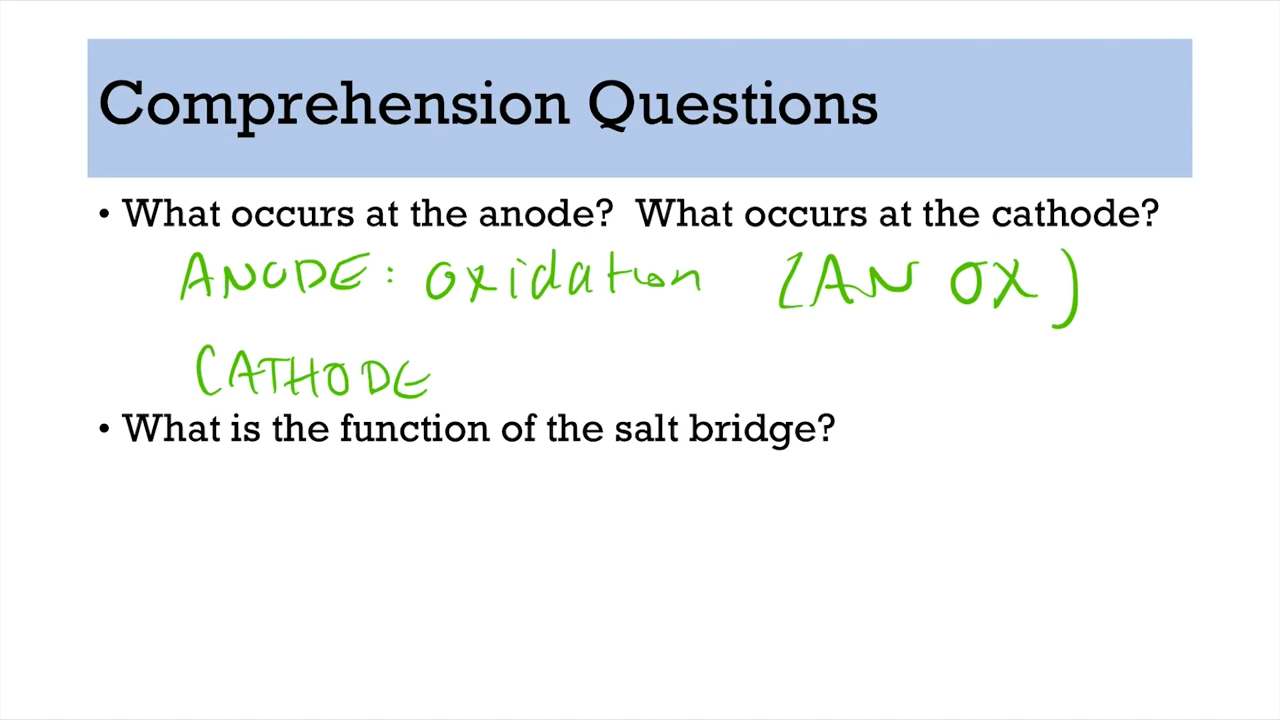 Comprehension Questions
• What occurs at the anode? What occurs at the cathode?
ANODE: oxidation (AN OX)
CATHODE
• What is the function of the salt bridge?